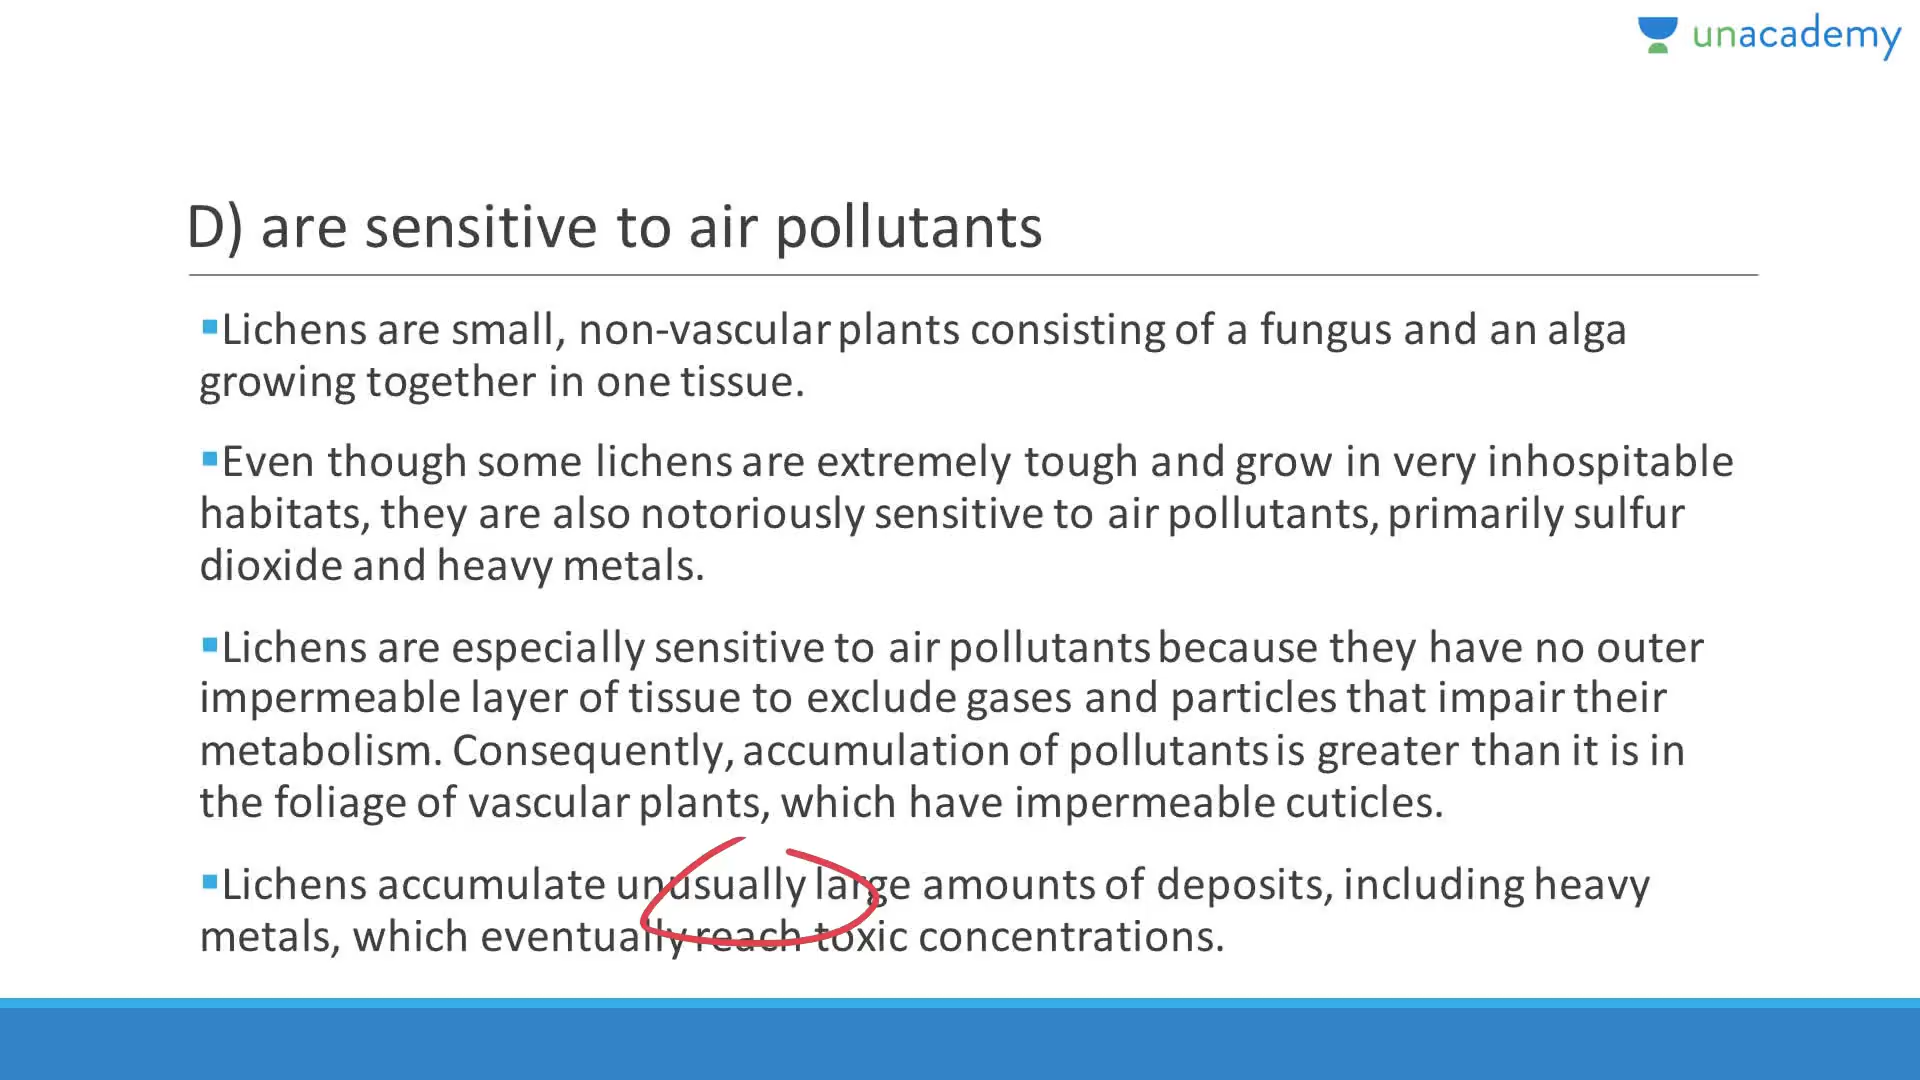 unacademy
D) are sensitive to air pollutants
▪Lichens are small, non-vascular plants consisting of a fungus and an alga
growing together in one tissue.
▪Even though some lichens are extremely tough and grow in very inhospitable
habitats, they are also notoriously sensitive to air pollutants, primarily sulfur
dioxide and heavy metals.
▪Lichens are especially sensitive to air pollutants because they have no outer
impermeable layer of tissue to exclude gases and particles that impair their
metabolism. Consequently, accumulation of pollutants is greater than it is in
the foliage of vascular plants, which have impermeable cuticles.
▪Lichens accumulate unusually large amounts of deposits, including heavy
metals, which eventually reach toxic concentrations.